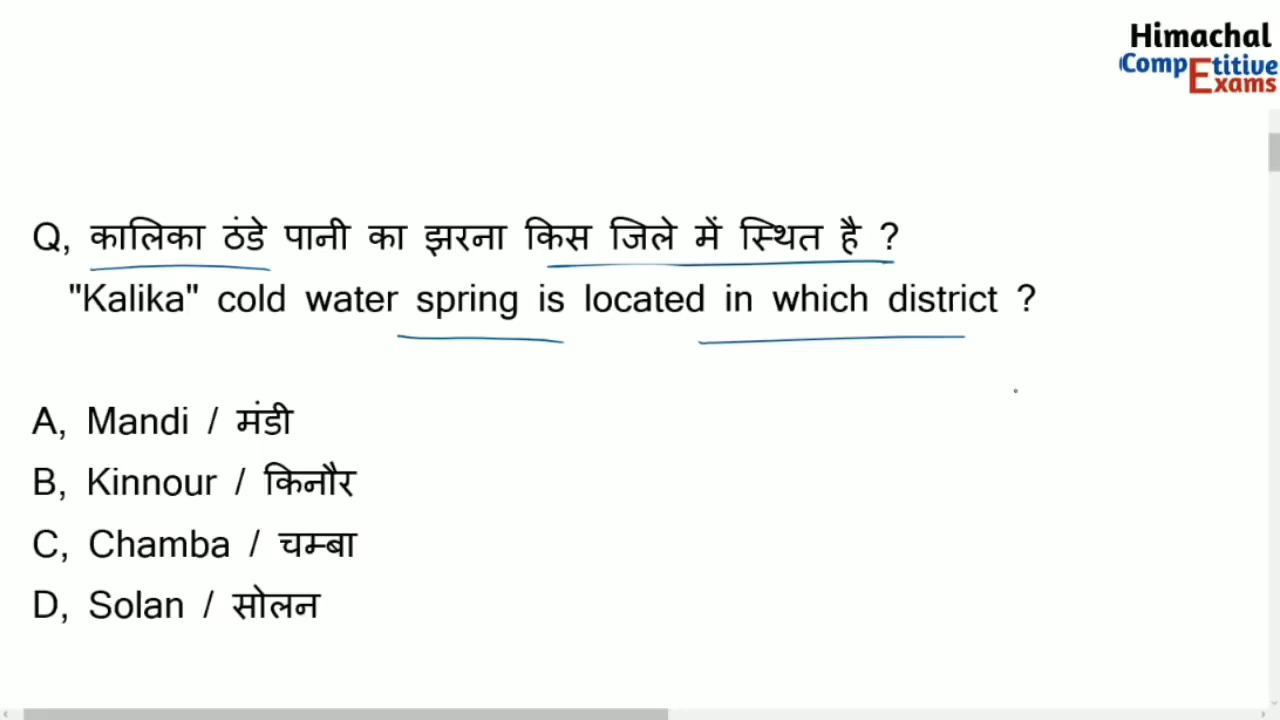 Himachal
CompEtitive
Exams
Q, कालिका ठंडे पानी का झरना किस जिले में स्थित है ?
"Kalika" cold water spring is located in which district ?
A, Mandi / मंडी
B, Kinnour / किनौर
C, Chamba / चम्बा
D, Solan / सोलन